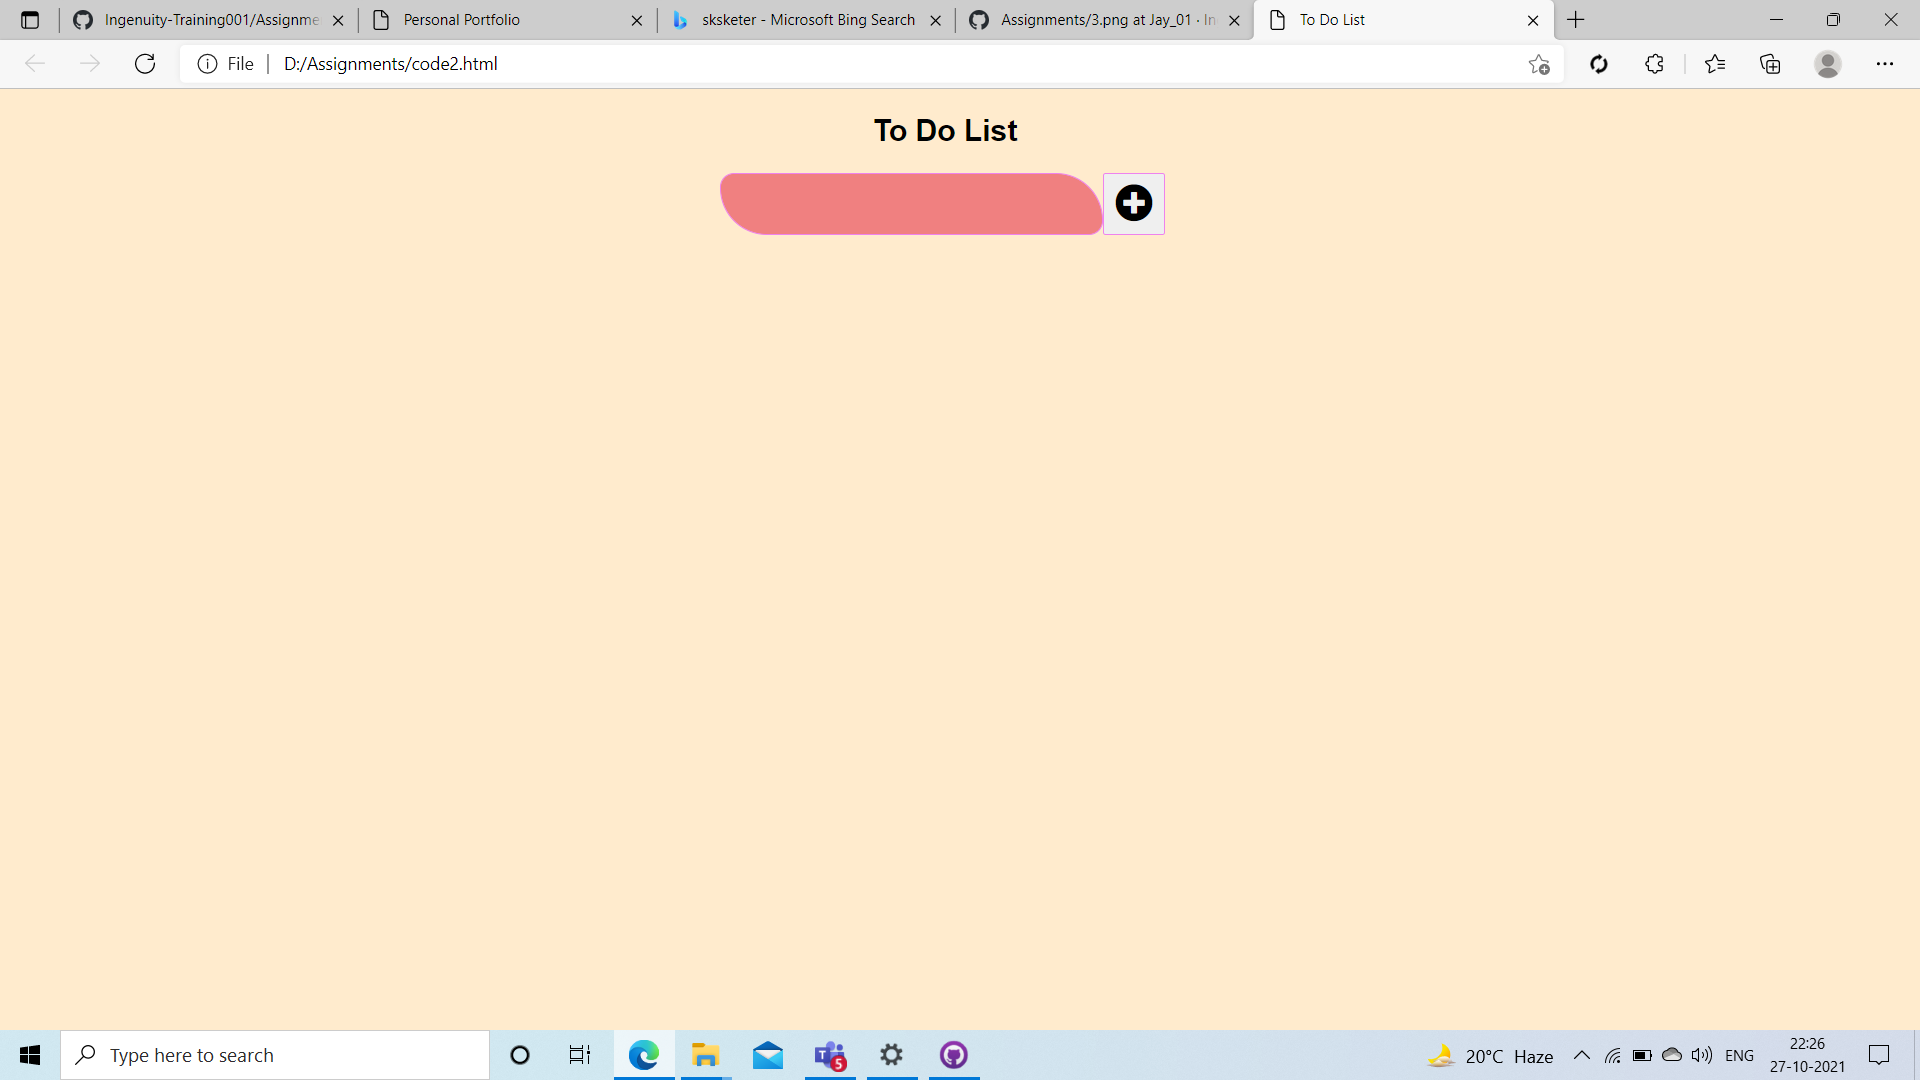 Ingenuity-Training001/Assignme
Personal Portfolio
sksketer - Microsoft Bing Search
Assignments/3.png at Jay_01 · In
To Do List
File
D:/Assignments/code2.html
To Do List
Type here to search
T
5
20°C Haze
ENG
22:26
27-10-2021